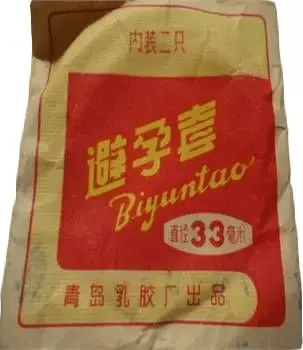 内装二只
避孕套
Biyuntao
直径33毫米
青岛乳胶厂出品